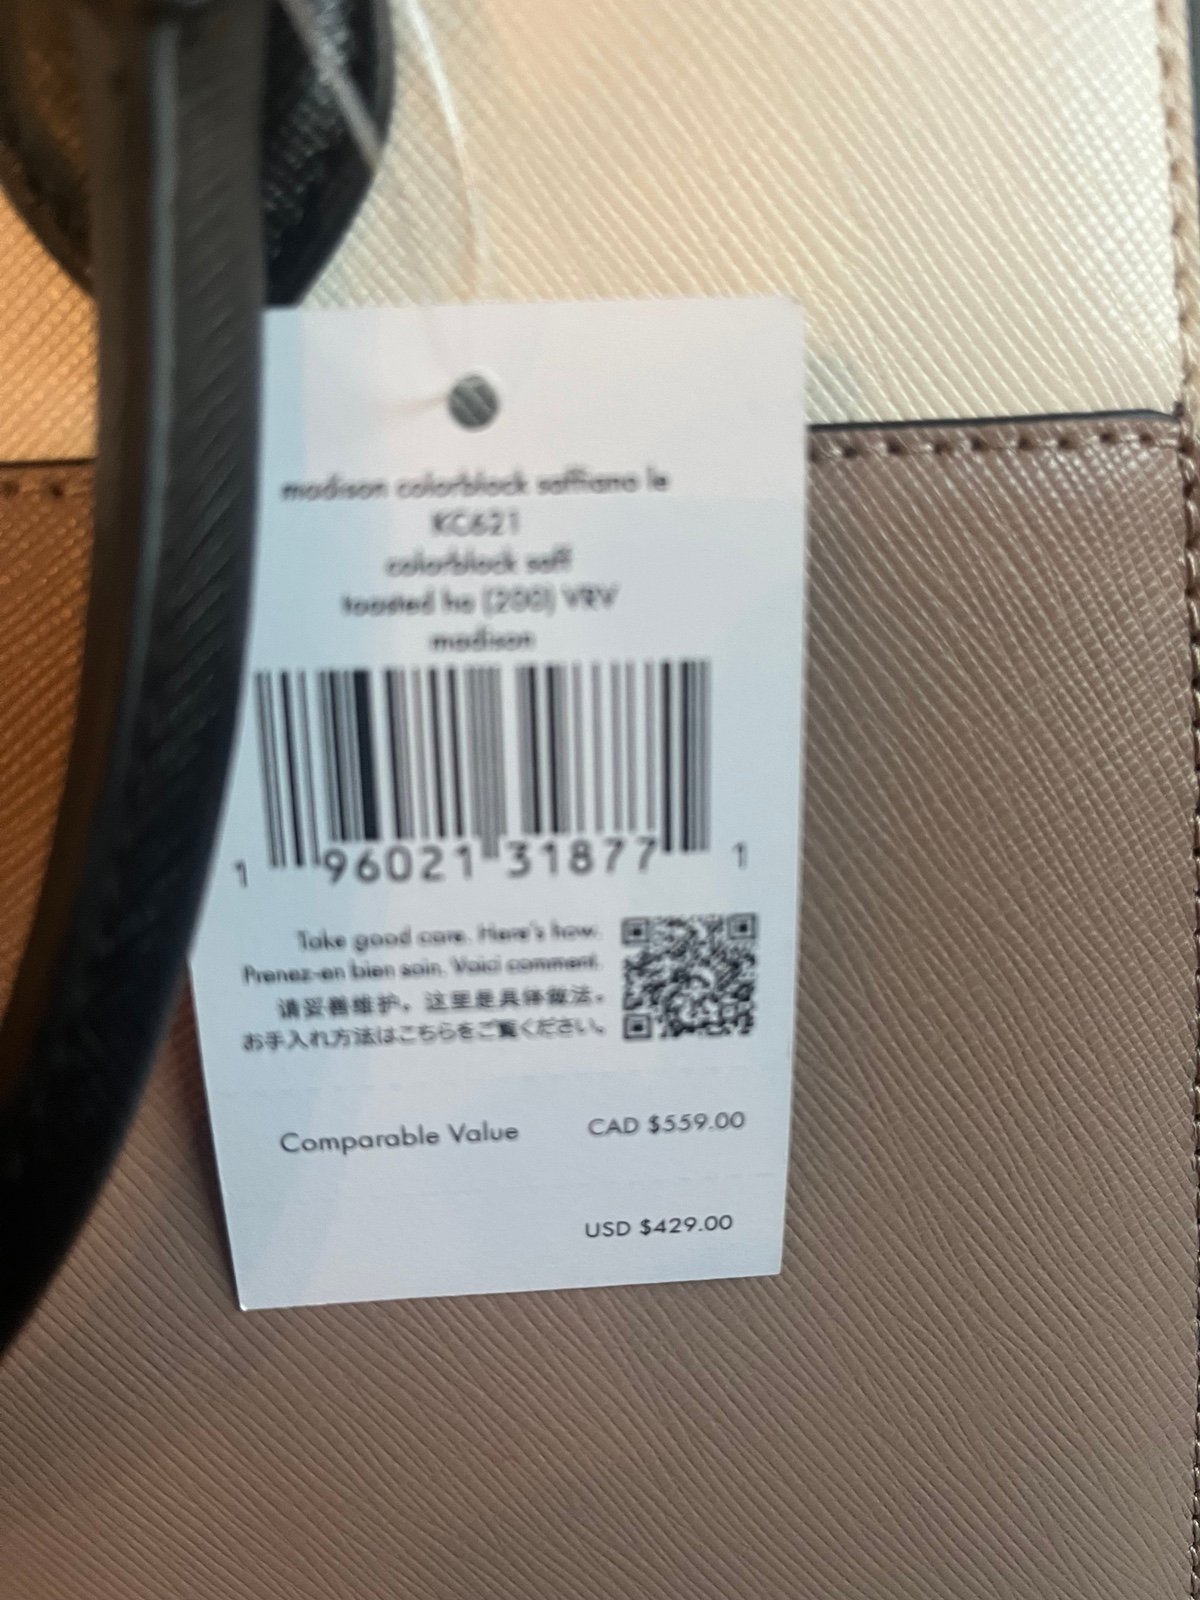 madison colorblock saffiano le
KC621
colorblock saff
toasted ha (200) VRV
madison
1 96021 31877 1
Take good care. Here's how.
Prenez-en bien soin. Voici comment.
请妥善维护。这里是具体做法。
お手入れ方法はこちらをご覧ください。
Comparable Value CAD $559.00
USD $429.00